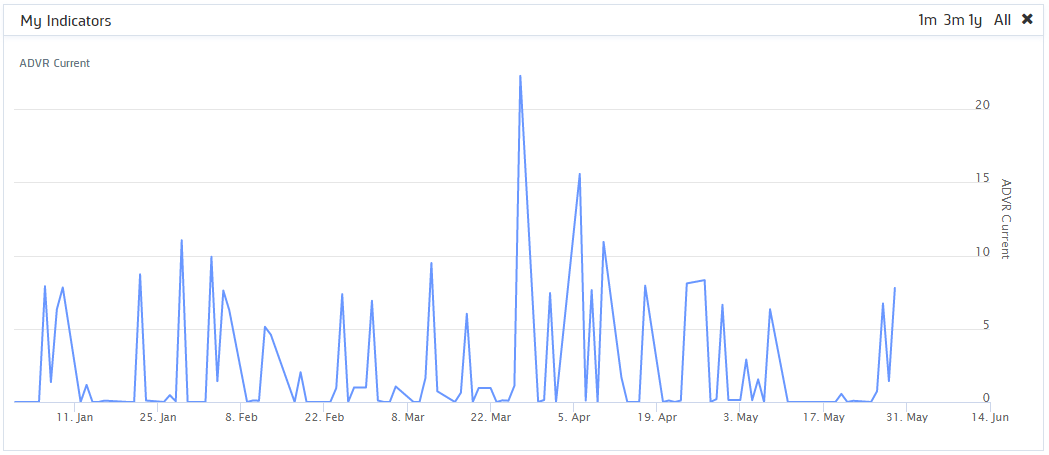 My Indicators
1m 3m 1y All ✖
ADVR Current
20
15
10
5
0
ADVR Current
11. Jan 25. Jan 8. Feb 22. Feb 8. Mar 22. Mar 5. Apr 19. Apr 3. May 17. May 31. May 14. Jun